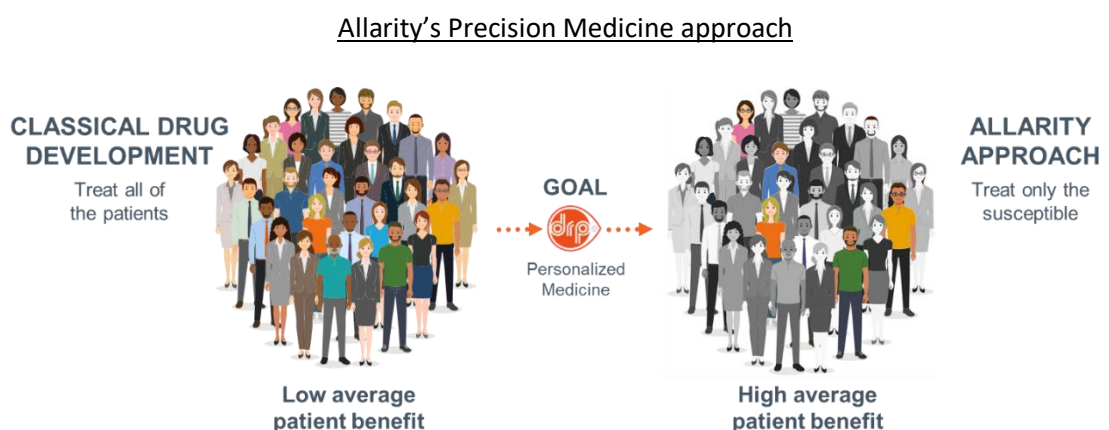 Allarity’s Precision Medicine approach
CLASSICAL DRUG
DEVELOPMENT
Treat all of
the patients
GOAL
drp
Personalized
Medicine
ALLARITY
APPROACH
Treat only the
susceptible
Low average
patient benefit
High average
patient benefit